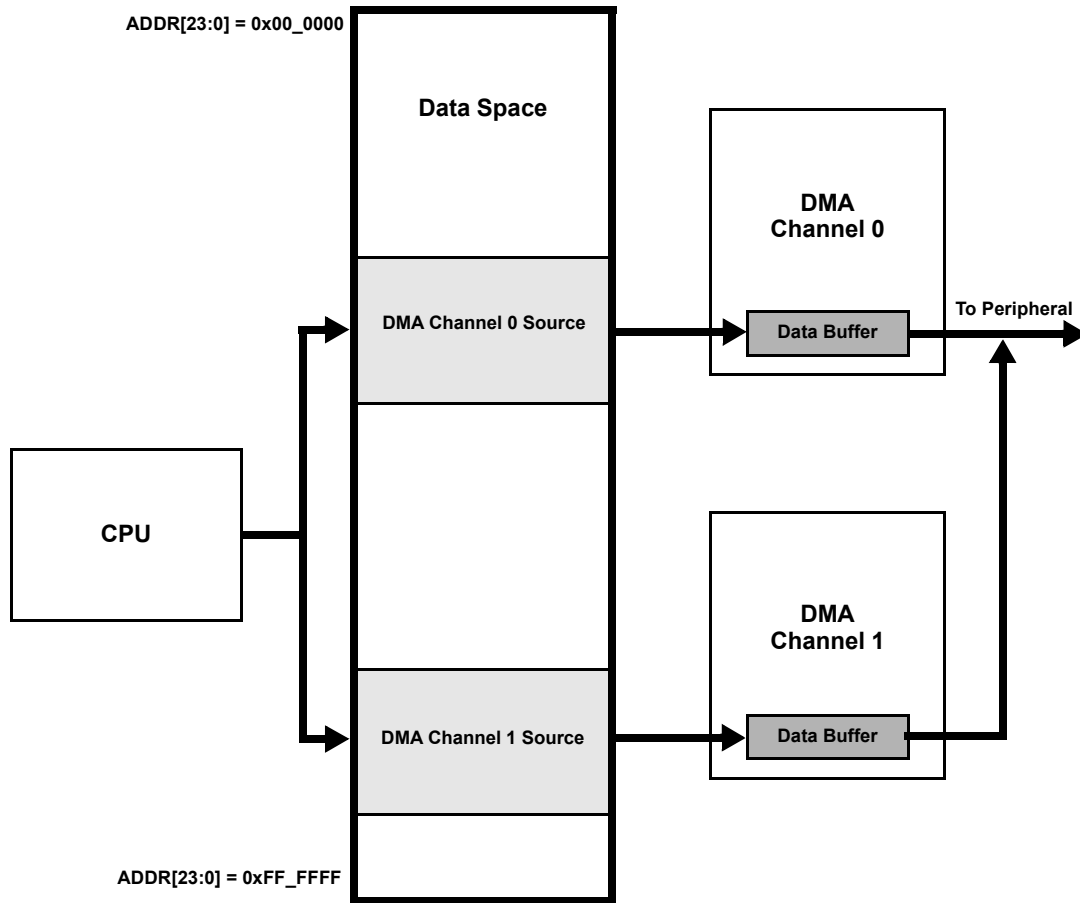 ADDR[23:0] = 0x00_0000
Data Space
DMA
Channel 0
DMA Channel 0 Source
Data Buffer
To Peripheral
CPU
DMA
Channel 1
DMA Channel 1 Source
Data Buffer
ADDR[23:0] = 0xFF_FFFF